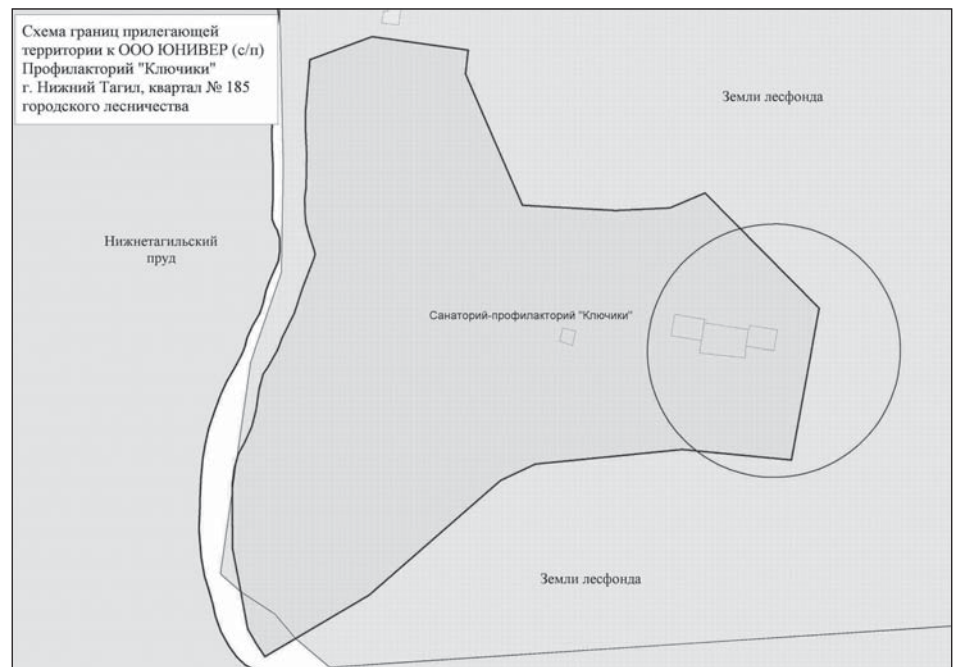 Схема границ прилегающей
территории к ООО ЮНИВЕР (с/п)
Профилакторий "Ключики"
г. Нижний Тагил, квартал № 185
городского лесничества
Земли лесфонда
Нижнетагильский
пруд
Санаторий-профилакторий "Ключики"
Земли лесфонда